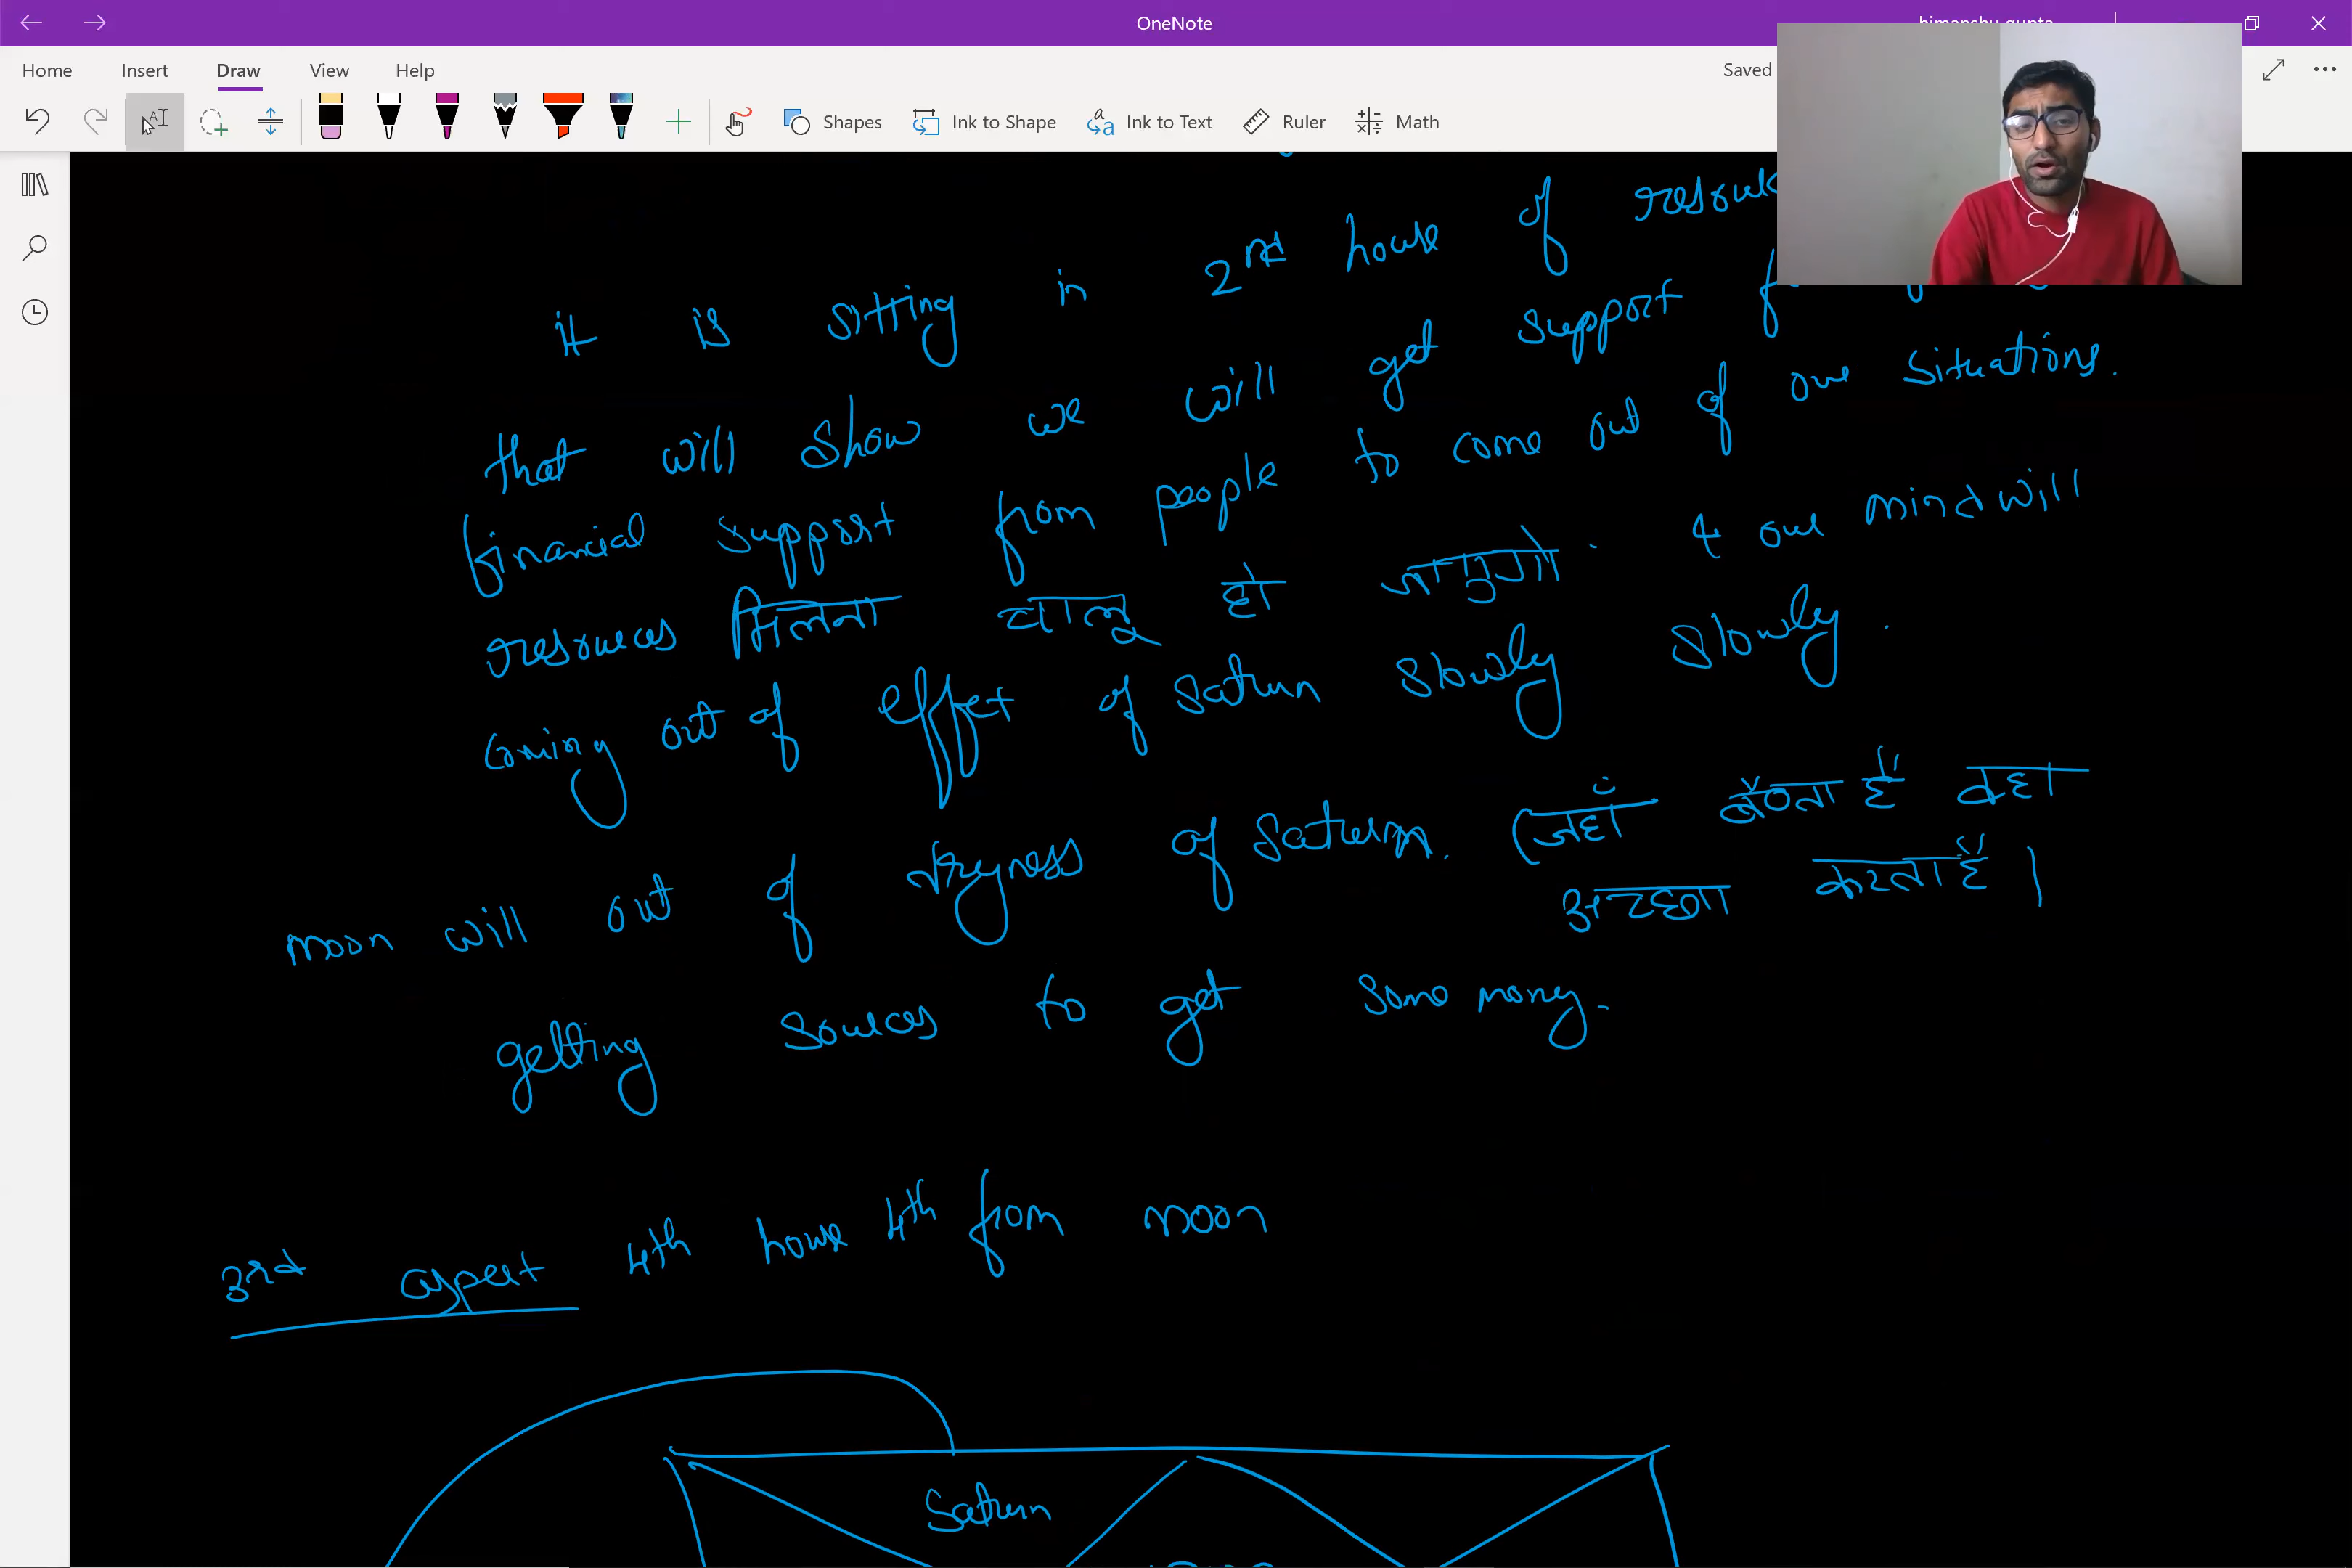 OneNote
himanshu gupta
Home Insert Draw View Help Saved
Shapes Ink to Shape Ink to Text Ruler Math
it is sitting in 2nd house of
that will show we will get support
financial support from people to come out of our situations.
resources मिलना चालू हो जाएगा. & our mind will
coming out of effect of saturn slowly slowly.
moon will out of dryness of Saturn. (जहां बैठता है वहा
अच्छा करता है)
getting sources to get some money.
3rd aspect 4th house 4th from moon
Saturn